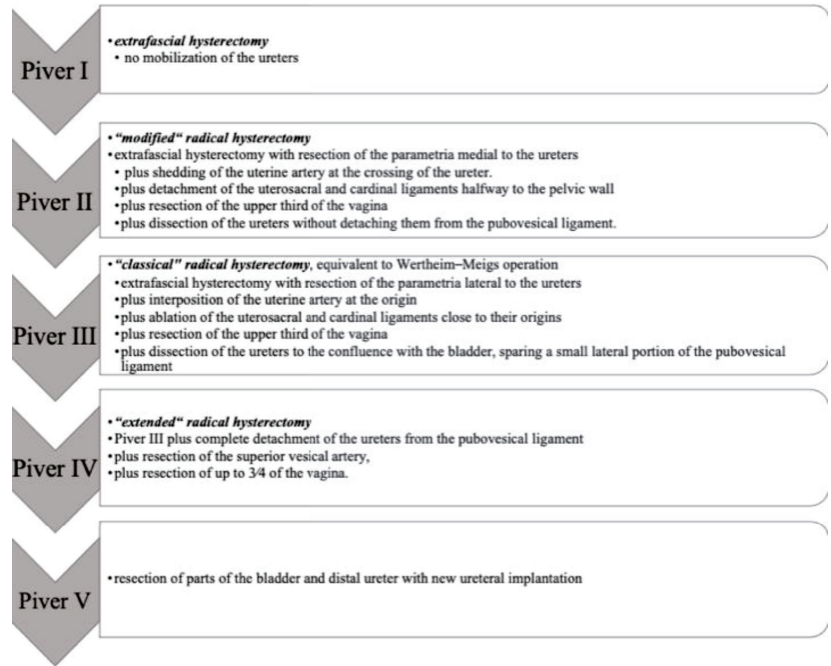 Piver I
•extrafascial hysterectomy
• no mobilization of the ureters
Piver II
•“modified“ radical hysterectomy
•extrafascial hysterectomy with resection of the parametria medial to the ureters
• plus shedding of the uterine artery at the crossing of the ureter.
•plus detachment of the uterosacral and cardinal ligaments halfway to the pelvic wall
•plus resection of the upper third of the vagina
•plus dissection of the ureters without detaching them from the pubovesical ligament.
Piver III
•“classical" radical hysterectomy, equivalent to Wertheim–Meigs operation
•extrafascial hysterectomy with resection of the parametria lateral to the ureters
•plus interposition of the uterine artery at the origin
•plus ablation of the uterosacral and cardinal ligaments close to their origins
•plus resection of the upper third of the vagina
•plus dissection of the ureters to the confluence with the bladder, sparing a small lateral portion of the pubovesical
ligament
Piver IV
•“extended“ radical hysterectomy
•Piver III plus complete detachment of the ureters from the pubovesical ligament
•plus resection of the superior vesical artery,
•plus resection of up to 3⁄4 of the vagina.
Piver V
•resection of parts of the bladder and distal ureter with new ureteral implantation